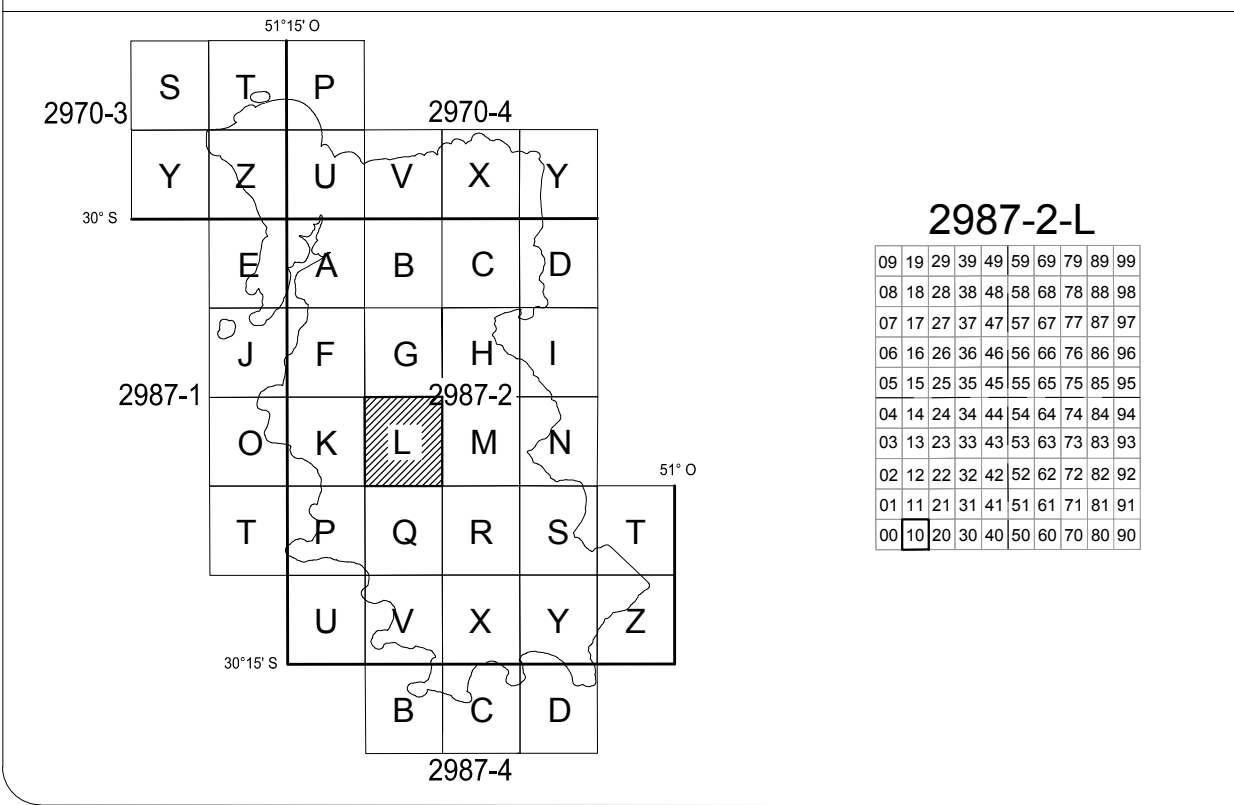 51°15' O
S T P
2970-3 2970-4
Y Z U V X Y
30° S
E A B C D
J F G H I
2987-1 2987-2
O K L M N
51° O
T P Q R S T
U V X Y Z
30°15' S
B C D
2987-4
2987-2-L
09 19 29 39 49 59 69 79 89 99
08 18 28 38 48 58 68 78 88 98
07 17 27 37 47 57 67 77 87 97
06 16 26 36 46 56 66 76 86 96
05 15 25 35 45 55 65 75 85 95
04 14 24 34 44 54 64 74 84 94
03 13 23 33 43 53 63 73 83 93
02 12 22 32 42 52 62 72 82 92
01 11 21 31 41 51 61 71 81 91
00 10 20 30 40 50 60 70 80 90